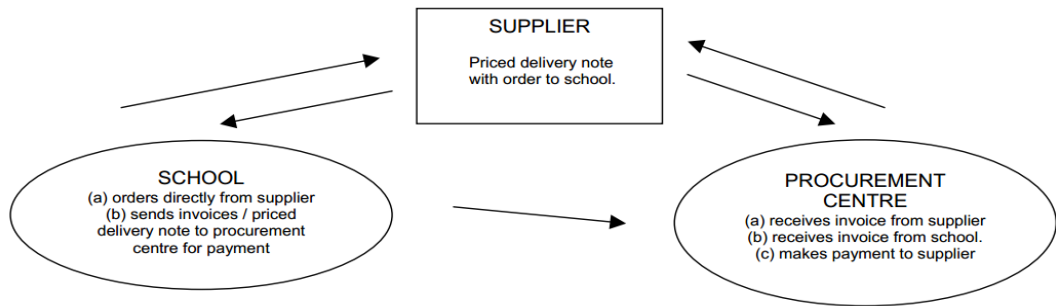 SUPPLIER
Priced delivery note
with order to school.
SCHOOL
(a) orders directly from supplier
(b) sends invoices / priced
delivery note to procurement
centre for payment
PROCUREMENT
CENTRE
(a) receives invoice from supplier
(b) receives invoice from school.
(c) makes payment to supplier